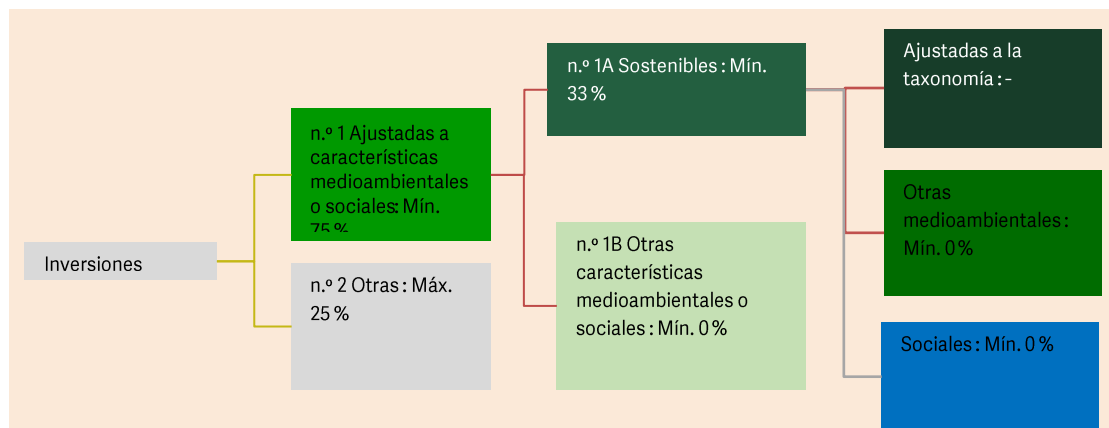 Inversiones
n.º 1 Ajustadas a
características
medioambientales
o sociales: Mín.
75 %
n.º 2 Otras : Máx.
25 %
n.º 1A Sostenibles : Mín.
33 %
n.º 1B Otras
características
medioambientales o
sociales : Mín. 0 %
Ajustadas a la
taxonomía : -
Otras
medioambientales :
Mín. 0 %
Sociales : Mín. 0 %